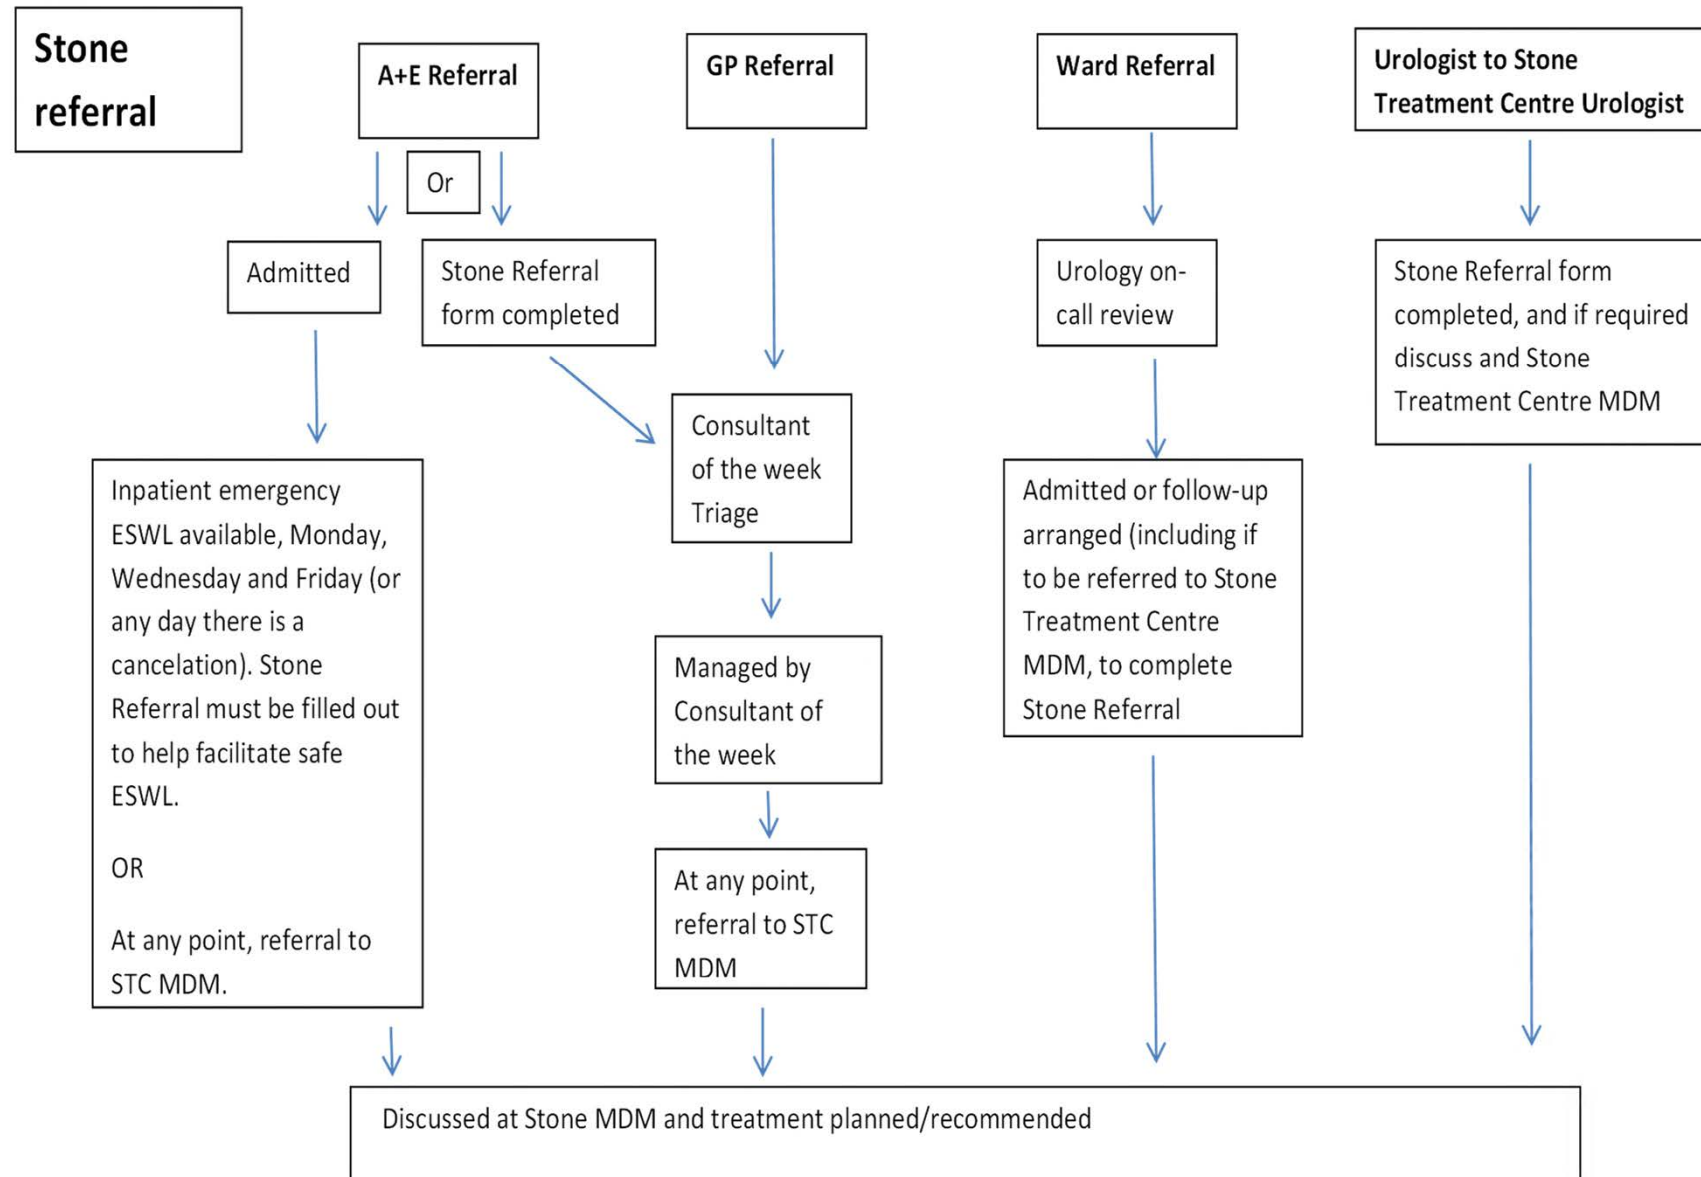 Stone
referral
A+E Referral
GP Referral
Ward Referral
Urologist to Stone
Treatment Centre Urologist
Or
Admitted
Stone Referral
form completed
Urology on-
call review
Stone Referral form
completed, and if required
discuss and Stone
Treatment Centre MDM
Consultant
of the week
Triage
Inpatient emergency
ESWL available, Monday,
Wednesday and Friday (or
any day there is a
cancelation). Stone
Referral must be filled out
to help facilitate safe
ESWL.
OR
At any point, referral to
STC MDM.
Managed by
Consultant of
the week
At any point,
referral to STC
MDM
Admitted or follow-up
arranged (including if
to be referred to Stone
Treatment Centre
MDM, to complete
Stone Referral
Discussed at Stone MDM and treatment planned/recommended